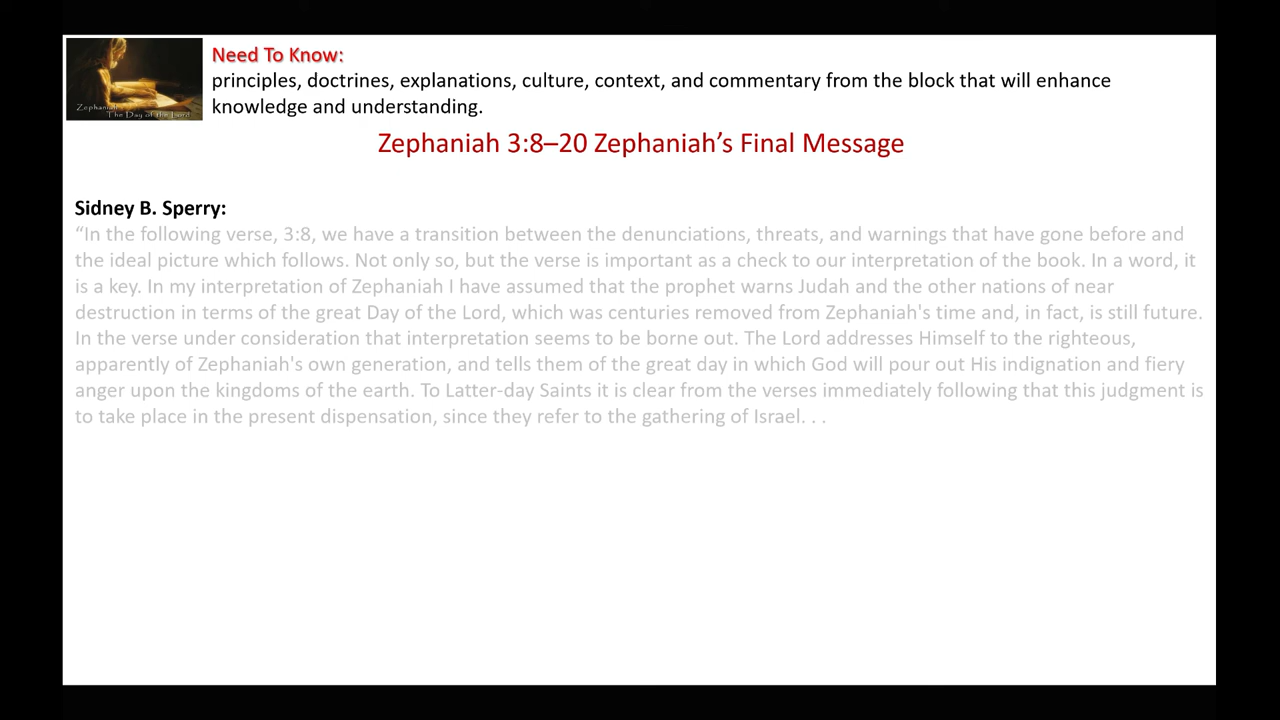 Need To Know:
principles, doctrines, explanations, culture, context, and commentary from the block that will enhance
knowledge and understanding.
Zephaniah
The Day of the Lord
Zephaniah 3:8–20 Zephaniah’s Final Message
Sidney B. Sperry:
“In the following verse, 3:8, we have a transition between the denunciations, threats, and warnings that have gone before and
the ideal picture which follows. Not only so, but the verse is important as a check to our interpretation of the book. In a word, it
is a key. In my interpretation of Zephaniah I have assumed that the prophet warns Judah and the other nations of near
destruction in terms of the great Day of the Lord, which was centuries removed from Zephaniah's time and, in fact, is still future.
In the verse under consideration that interpretation seems to be borne out. The Lord addresses Himself to the righteous,
apparently of Zephaniah's own generation, and tells them of the great day in which God will pour out His indignation and fiery
anger upon the kingdoms of the earth. To Latter-day Saints it is clear from the verses immediately following that this judgment is
to take place in the present dispensation, since they refer to the gathering of Israel. . .